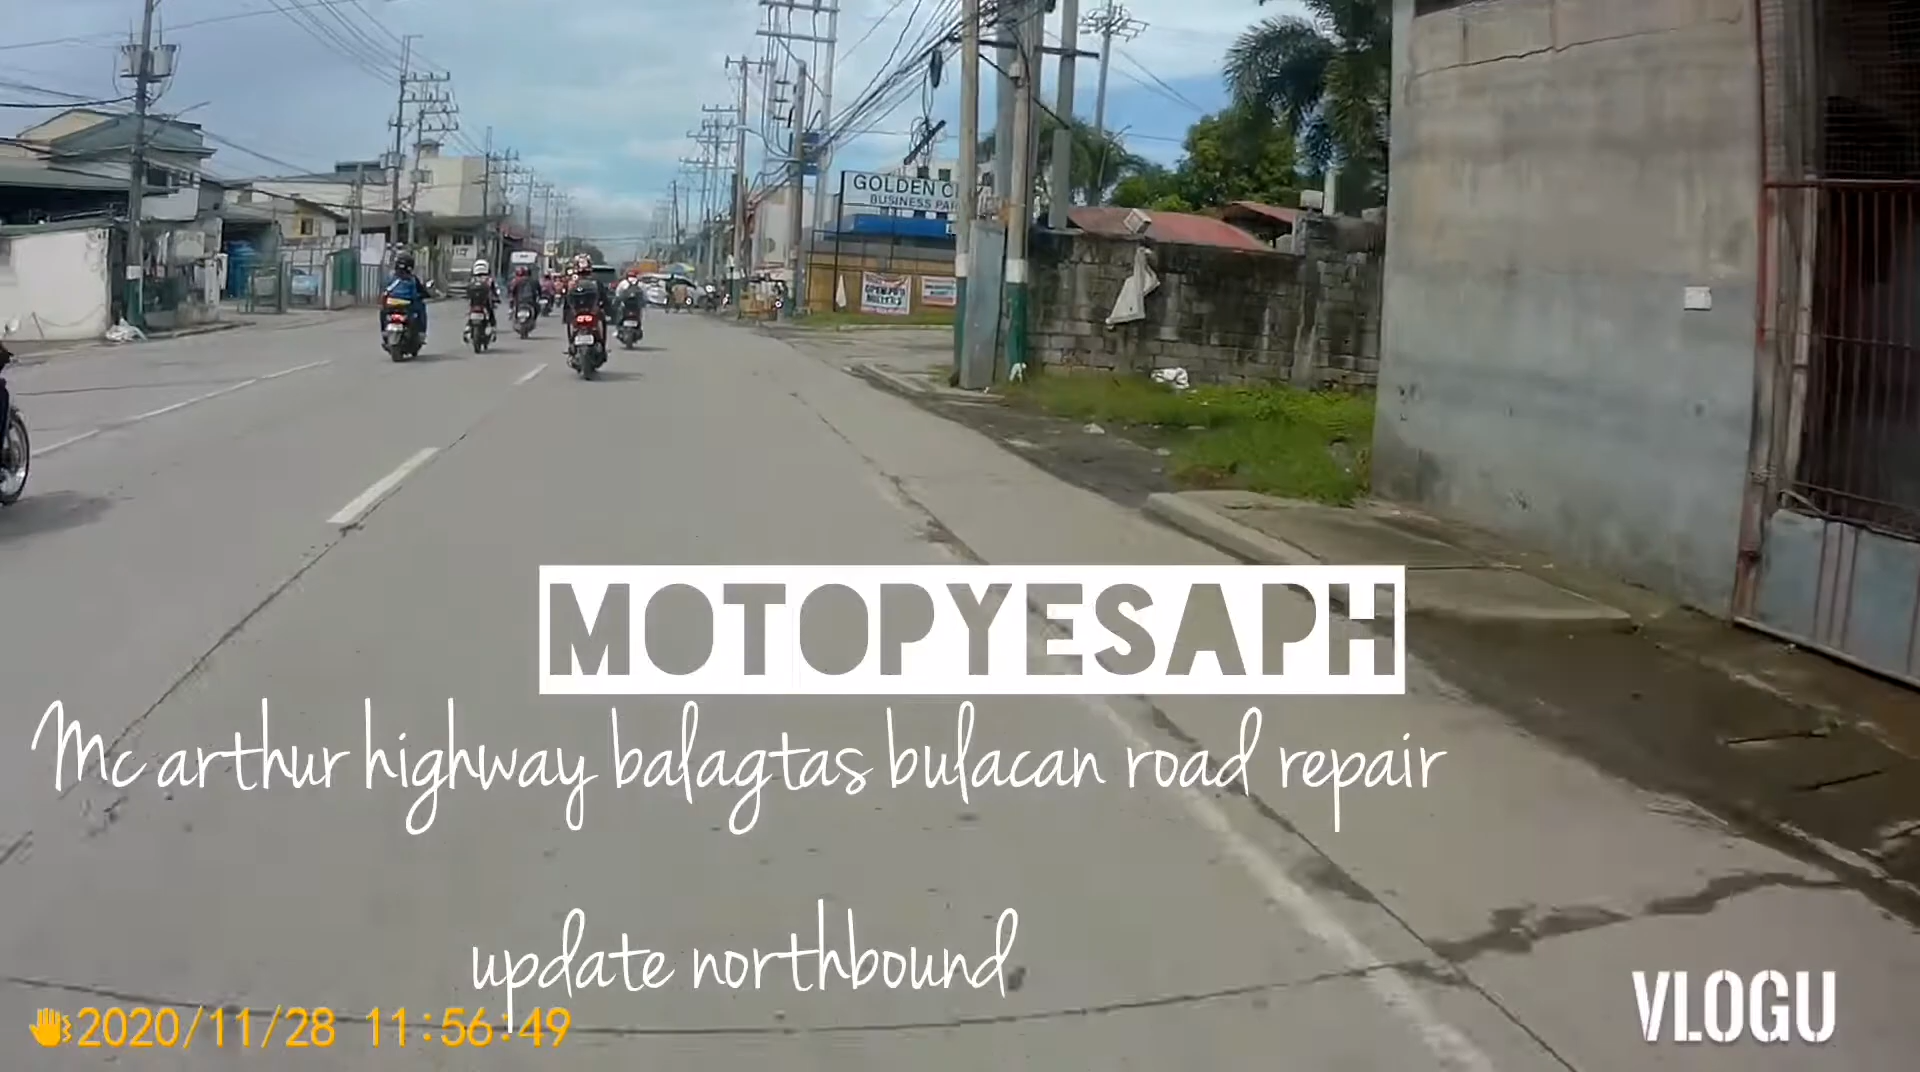 GOLDEN C
BUSINESS PAR
MOTOPYESAPH
Mc arthur highway balagtas bulacan road repair
update northbound
2020/11/28 11:56:49
VLOGU